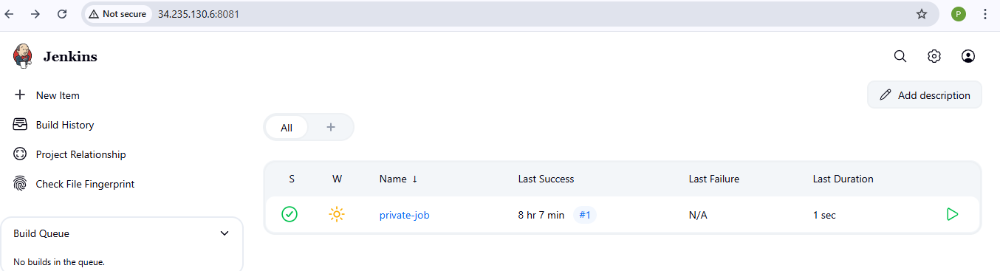 Not secure 34.235.130.6:8081 P
Jenkins
New Item
Add description
Build History
All +
Project Relationship
Check File Fingerprint
S W Name ↓ Last Success Last Failure Last Duration
private-job 8 hr 7 min #1 N/A 1 sec
Build Queue
No builds in the queue.